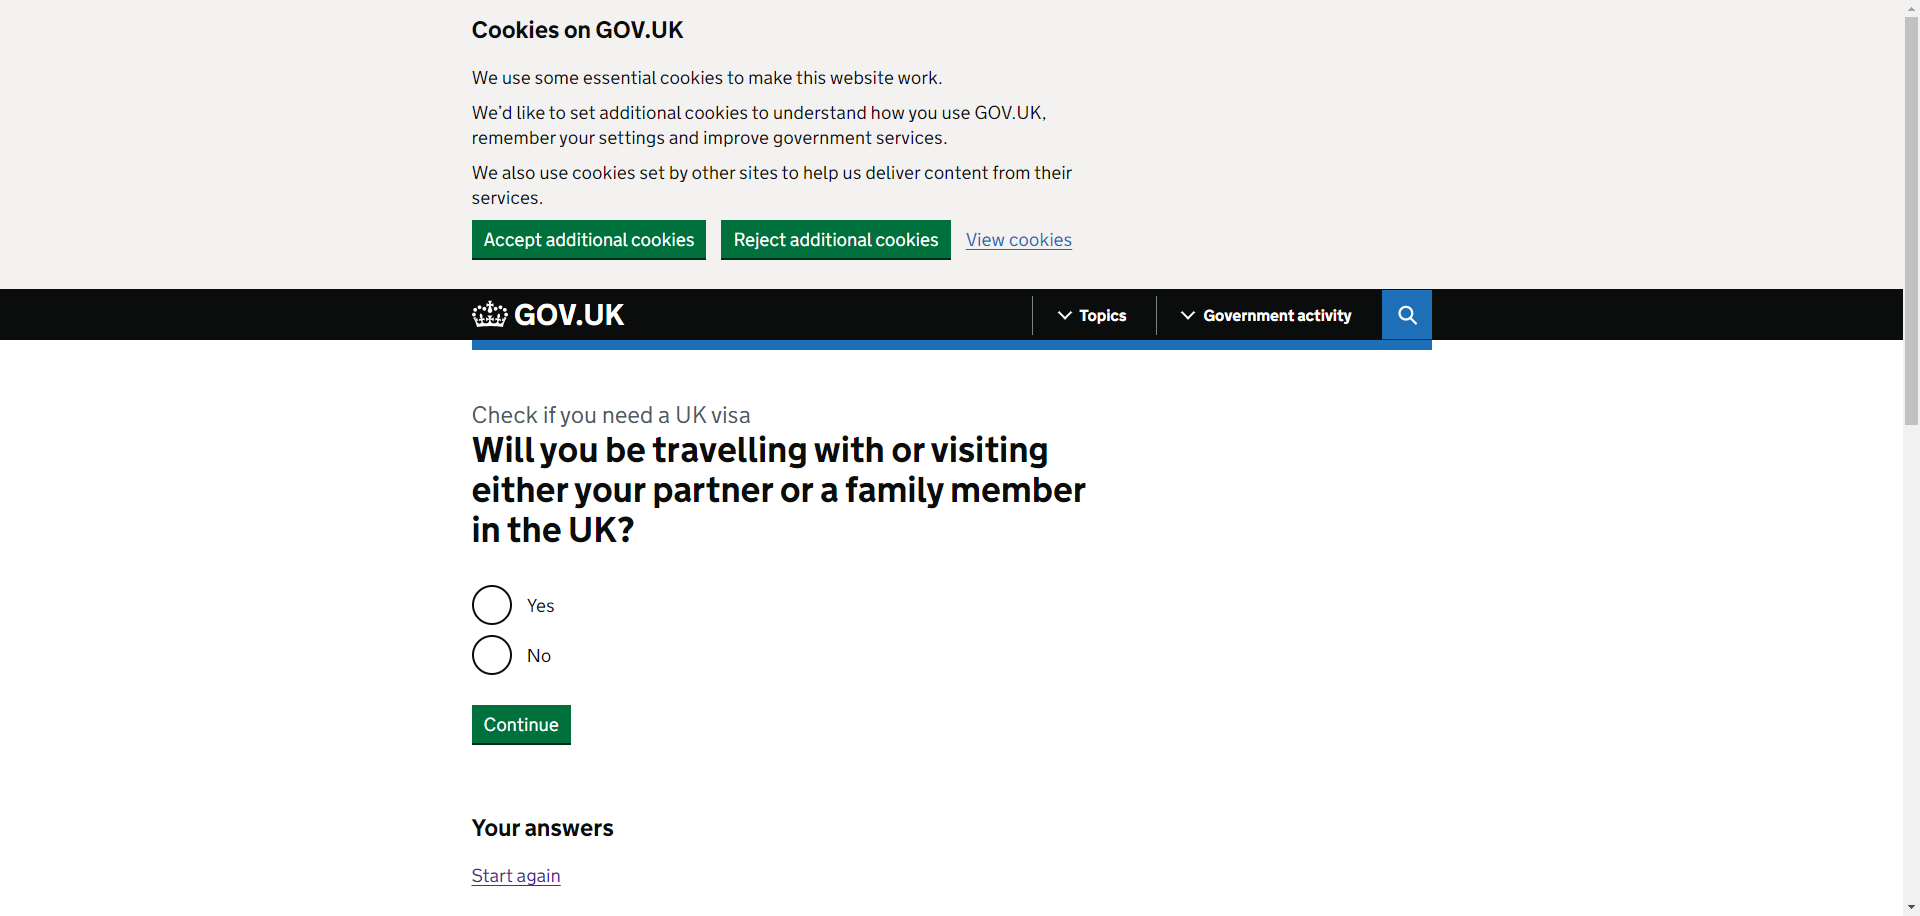 Cookies on GOV.UK
We use some essential cookies to make this website work.
We’d like to set additional cookies to understand how you use GOV.UK,
remember your settings and improve government services.
We also use cookies set by other sites to help us deliver content from their
services.
Accept additional cookies Reject additional cookies View cookies
GOV.UK Topics Government activity
Check if you need a UK visa
Will you be travelling with or visiting
either your partner or a family member
in the UK?
Yes
No
Continue
Your answers
Start again